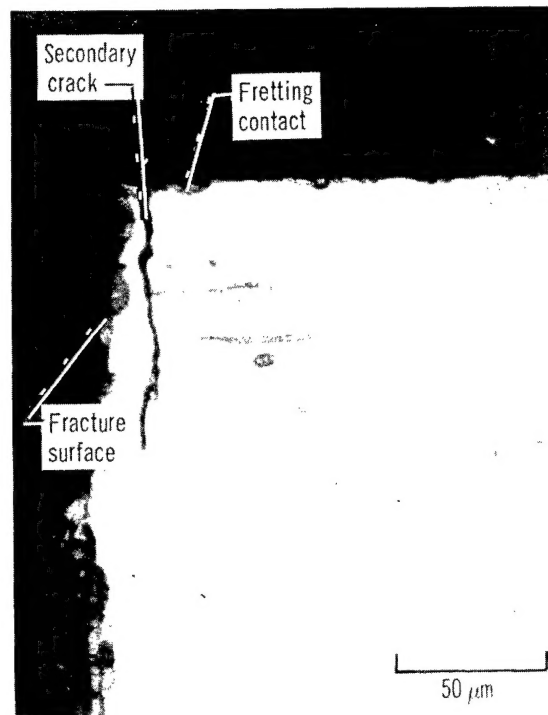 Secondary
crack
Fretting
contact
Fracture
surface
50 μm